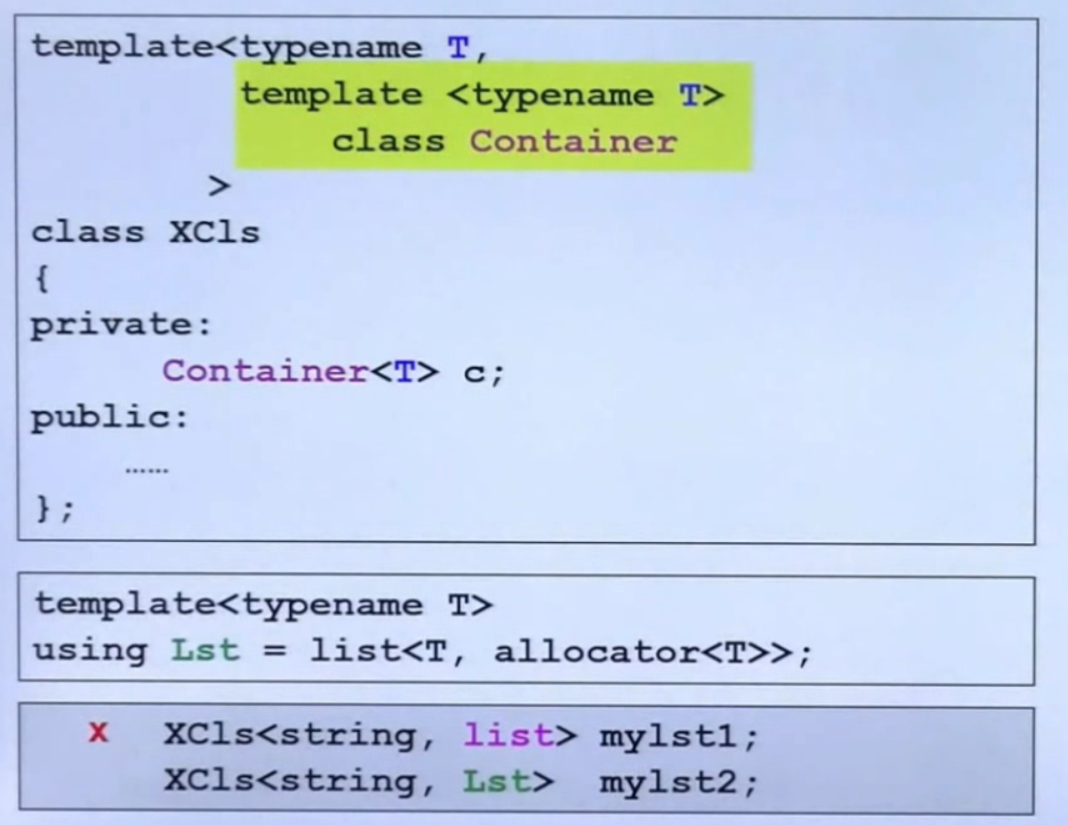 template<typename T,
template <typename T>
class Container
>
class XCls
{
private:
Container<T> c;
public:
……
};
template<typename T>
using Lst = list<T, allocator<T>>;
x XCls<string, list> mylst1;
XCls<string, Lst> mylst2;